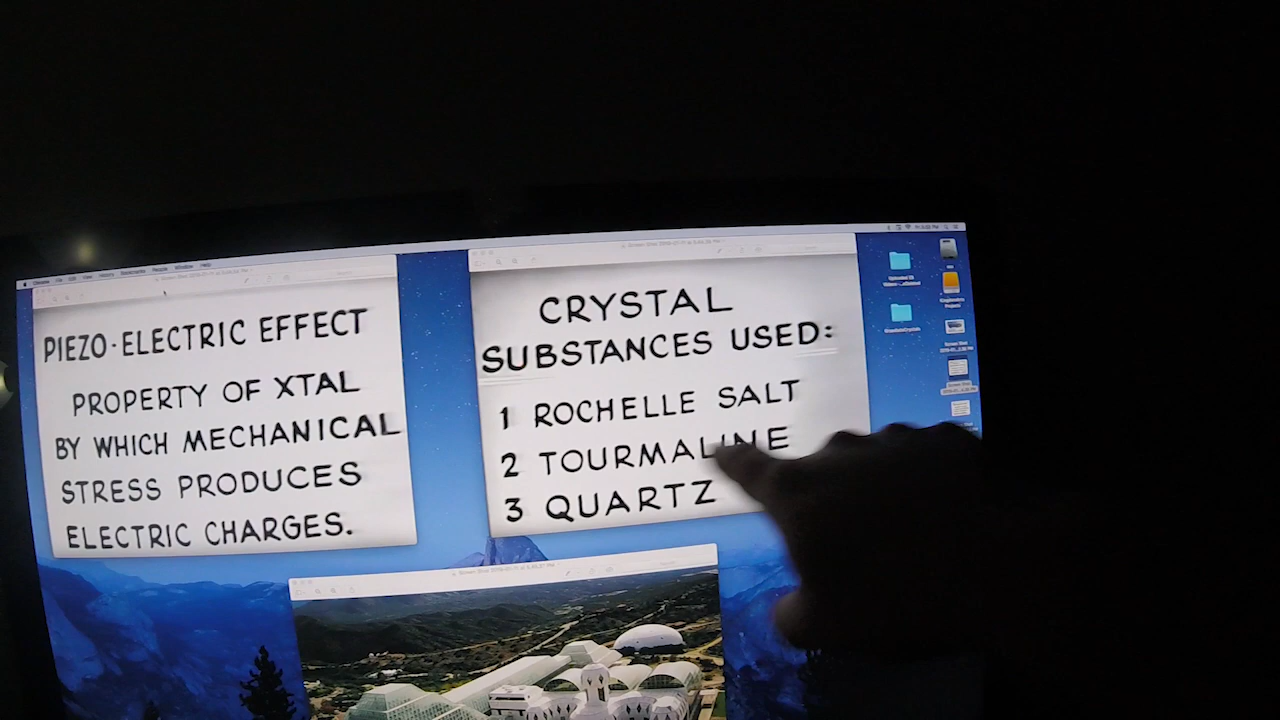 PIEZO-ELECTRIC EFFECT
PROPERTY OF XTAL
BY WHICH MECHANICAL
STRESS PRODUCES
ELECTRIC CHARGES.
CRYSTAL
SUBSTANCES USED:
1 ROCHELLE SALT
2 TOURMALINE
3 QUARTZ